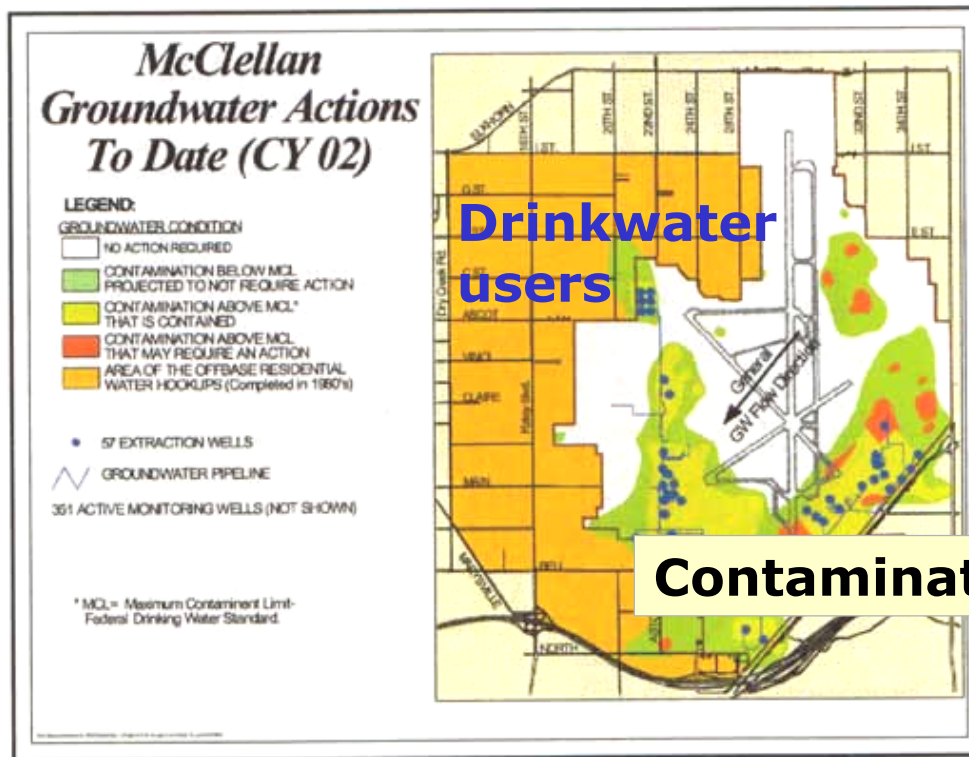 McClellan
Groundwater Actions
To Date (CY 02)
LEGEND:
GROUNDWATER CONDITION
NO ACTION REQUIRED
CONTAMINATION BELOW MCL
PROJECTED TO NOT REQUIRE ACTION
CONTAMINATION ABOVE MCL*
THAT IS CONTAINED
CONTAMINATION ABOVE MCL
THAT MAY REQUIRE AN ACTION
AREA OF THE OFFBASE RESIDENTIAL
WATER HOOKUPS (Completed in 1980's)
57 EXTRACTION WELLS
GROUNDWATER PIPELINE
351 ACTIVE MONITORING WELLS (NOT SHOWN)
* MCL= Maximum Contaminent Limit-
Federal Drinking Water Standard.
ELKHORN
16TH ST.
20TH ST.
22ND ST.
24TH ST.
28TH ST.
32ND ST.
34TH ST.
I ST.
I ST.
G ST.
Drinkwater
users
E ST.
C ST.
Dry Creek Rd.
ASCOT
VINCI
CLAIRE
MAIN
BELL
MARYSVILLE
NORTH
General
GW Flow Direction
Contaminat